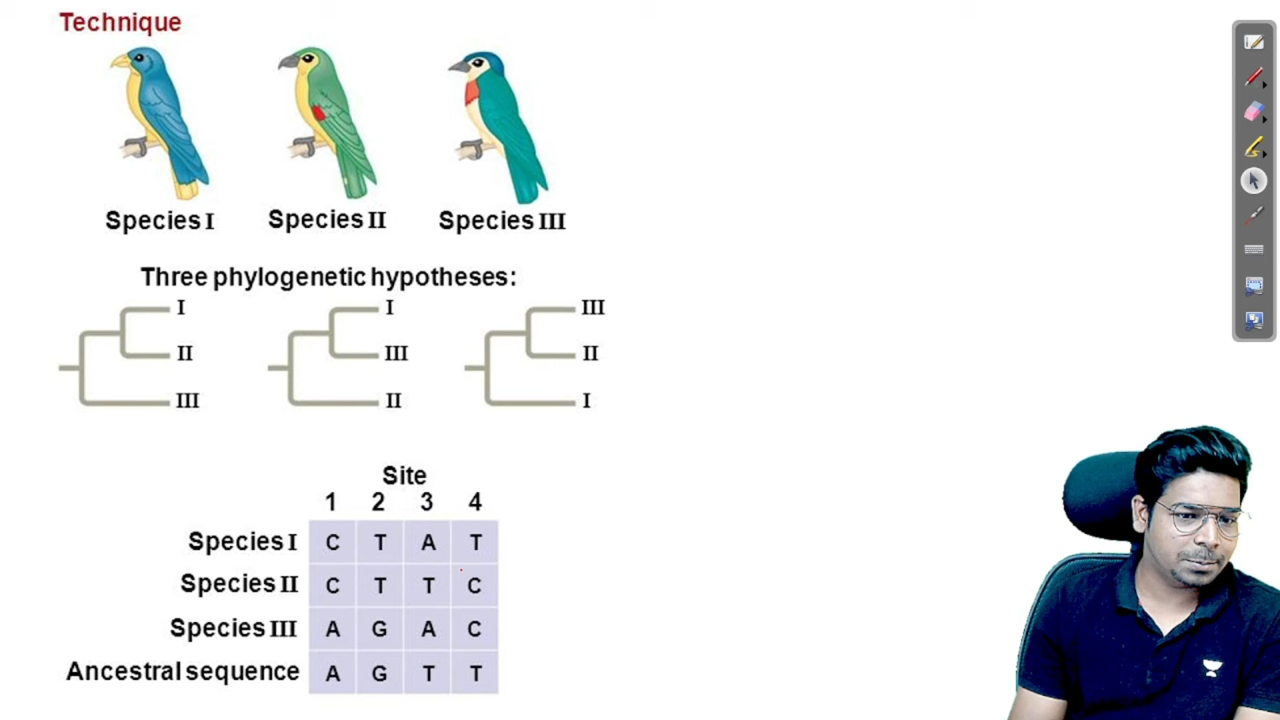 Technique
Species I
Species II
Species III
Three phylogenetic hypotheses:
I
II
III
I
III
II
III
II
I
Site
1 2 3 4
Species I C T A T
Species II C T T C
Species III A G A C
Ancestral sequence A G T T